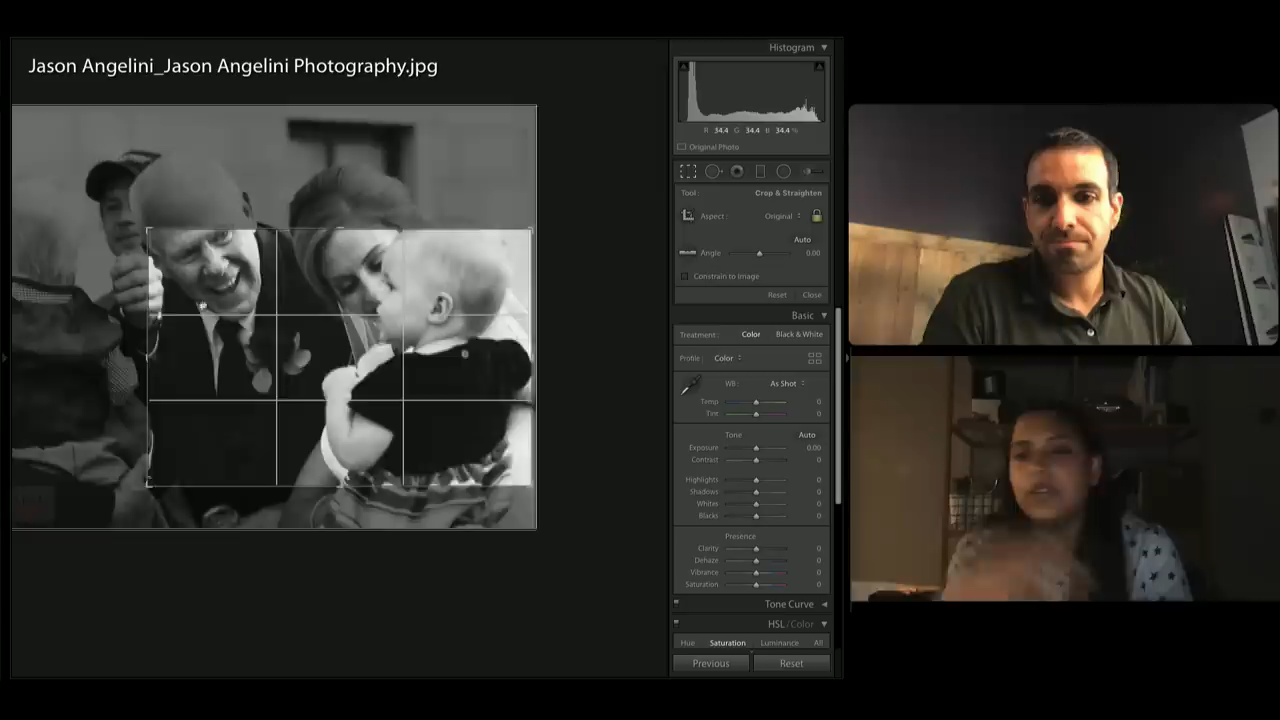 Jason Angelini_Jason Angelini Photography.jpg
Histogram
R 34.4 G 34.4 B 34.4 %
Original Photo
Tool: Crop & Straighten
Aspect: Original
Auto
Angle 0.00
Constrain to Image
Reset Close
Basic
Treatment: Color Black & White
Profile: Color
WB: As Shot
Temp 0
Tint 0
Tone Auto
Exposure 0.00
Contrast 0
Highlights 0
Shadows 0
Whites 0
Blacks 0
Presence
Clarity 0
Dehaze 0
Vibrance 0
Saturation 0
Tone Curve
HSL / Color
Hue Saturation Luminance All
Previous Reset